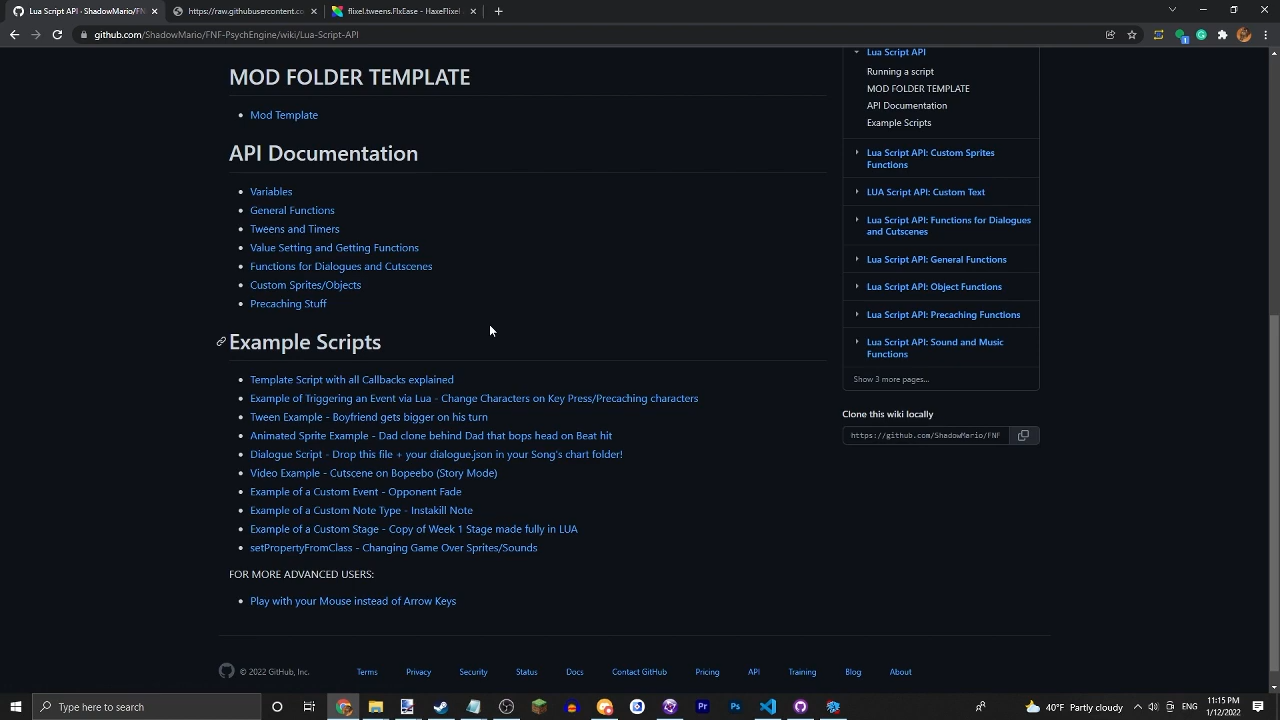 Lua Script API · ShadowMario/FN
https://raw.githubusercontent.co
flixel.tweens.FlxEase - HaxeFlixel
github.com/ShadowMario/FNF-PsychEngine/wiki/Lua-Script-API
MOD FOLDER TEMPLATE
Mod Template
API Documentation
Variables
General Functions
Tweens and Timers
Value Setting and Getting Functions
Functions for Dialogues and Cutscenes
Custom Sprites/Objects
Precaching Stuff
Example Scripts
Template Script with all Callbacks explained
Example of Triggering an Event via Lua - Change Characters on Key Press/Precaching characters
Tween Example - Boyfriend gets bigger on his turn
Animated Sprite Example - Dad clone behind Dad that bops head on Beat hit
Dialogue Script - Drop this file + your dialogue.json in your Song's chart folder!
Video Example - Cutscene on Bopeebo (Story Mode)
Example of a Custom Event - Opponent Fade
Example of a Custom Note Type - Instakill Note
Example of a Custom Stage - Copy of Week 1 Stage made fully in LUA
setPropertyFromClass - Changing Game Over Sprites/Sounds
FOR MORE ADVANCED USERS:
Play with your Mouse instead of Arrow Keys
Lua Script API
Running a script
MOD FOLDER TEMPLATE
API Documentation
Example Scripts
Lua Script API: Custom Sprites
Functions
LUA Script API: Custom Text
Lua Script API: Functions for Dialogues
and Cutscenes
Lua Script API: General Functions
Lua Script API: Object Functions
Lua Script API: Precaching Functions
Lua Script API: Sound and Music
Functions
Show 3 more pages...
Clone this wiki locally
https://github.com/ShadowMario/FNF
© 2022 GitHub, Inc.
Terms
Privacy
Security
Status
Docs
Contact GitHub
Pricing
API
Training
Blog
About
Type here to search
40°F Partly cloudy
ENG
11:15 PM
1/12/2022